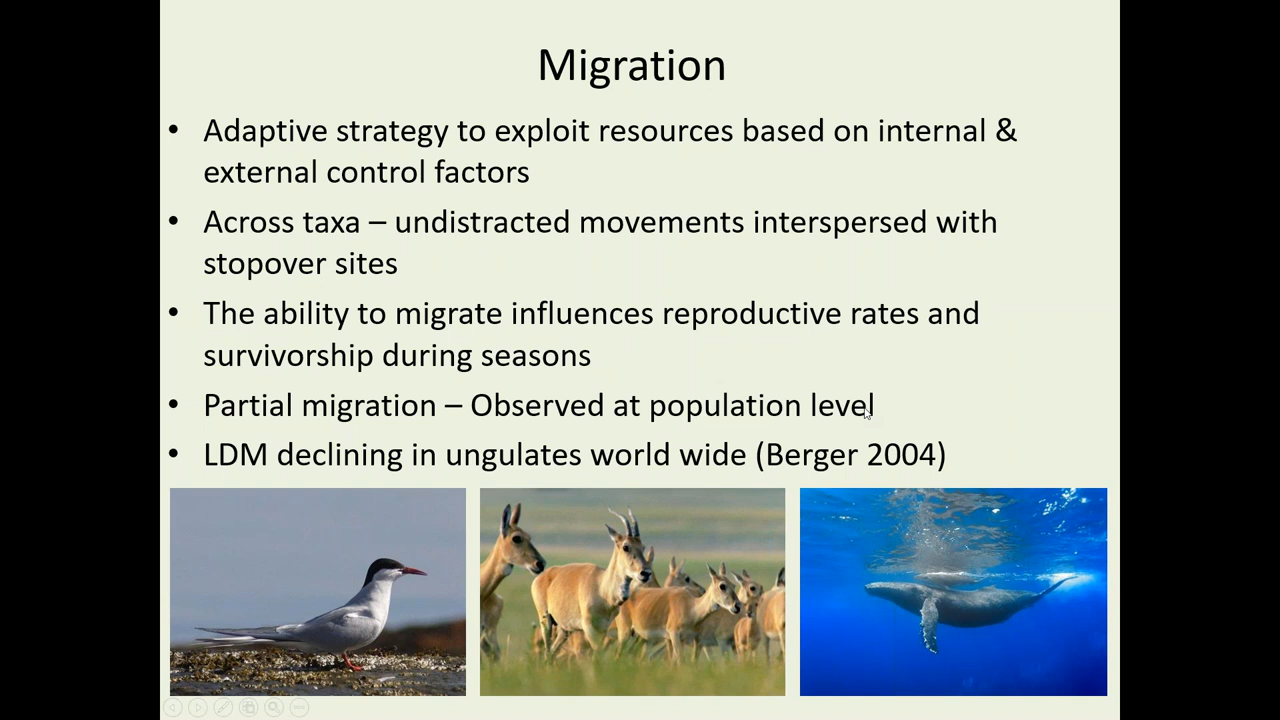 Migration
• Adaptive strategy to exploit resources based on internal &
external control factors
• Across taxa – undistracted movements interspersed with
stopover sites
• The ability to migrate influences reproductive rates and
survivorship during seasons
• Partial migration – Observed at population level
• LDM declining in ungulates world wide (Berger 2004)